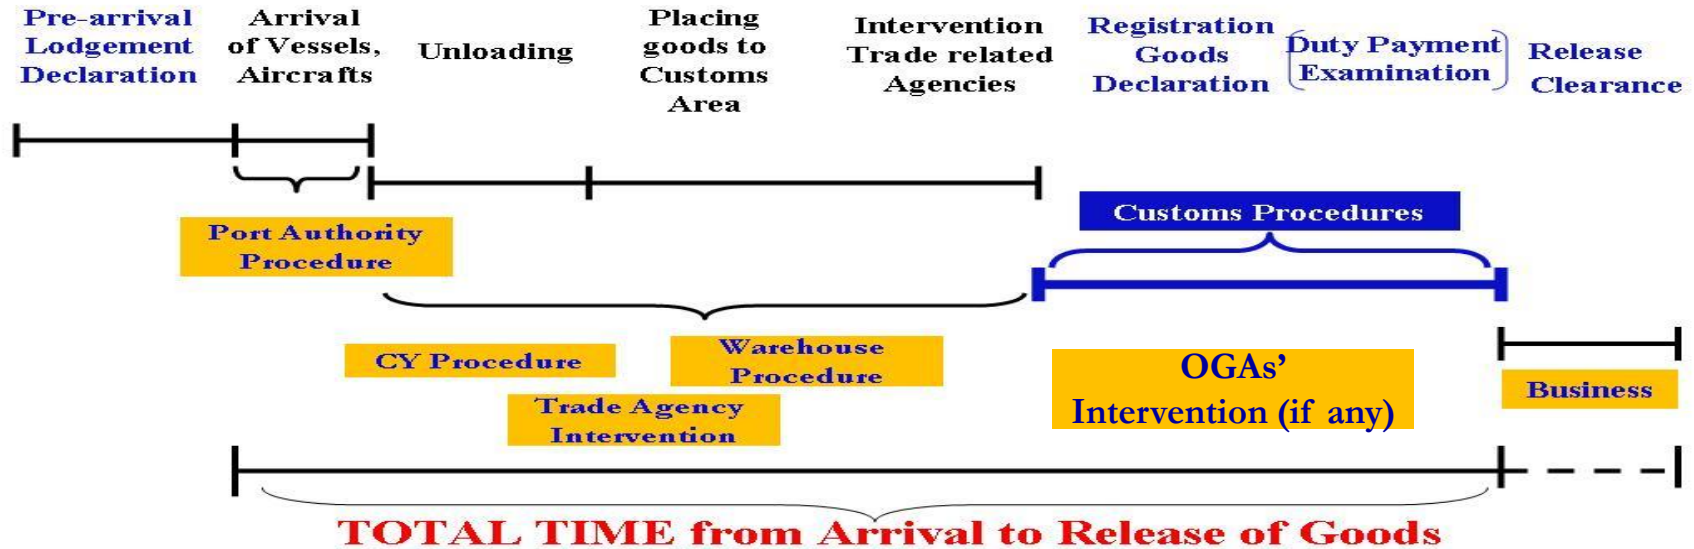 Pre-arrival
Lodgement
Declaration
Arrival
of Vessels,
Aircrafts
Unloading
Placing
goods to
Customs
Area
Intervention
Trade related
Agencies
Registration
Goods
Declaration
Duty Payment
Examination
Release
Clearance
Port Authority
Procedure
Customs Procedures
CY Procedure
Warehouse
Procedure
Trade Agency
Intervention
OGAs’
Intervention (if any)
Business
TOTAL TIME from Arrival to Release of Goods